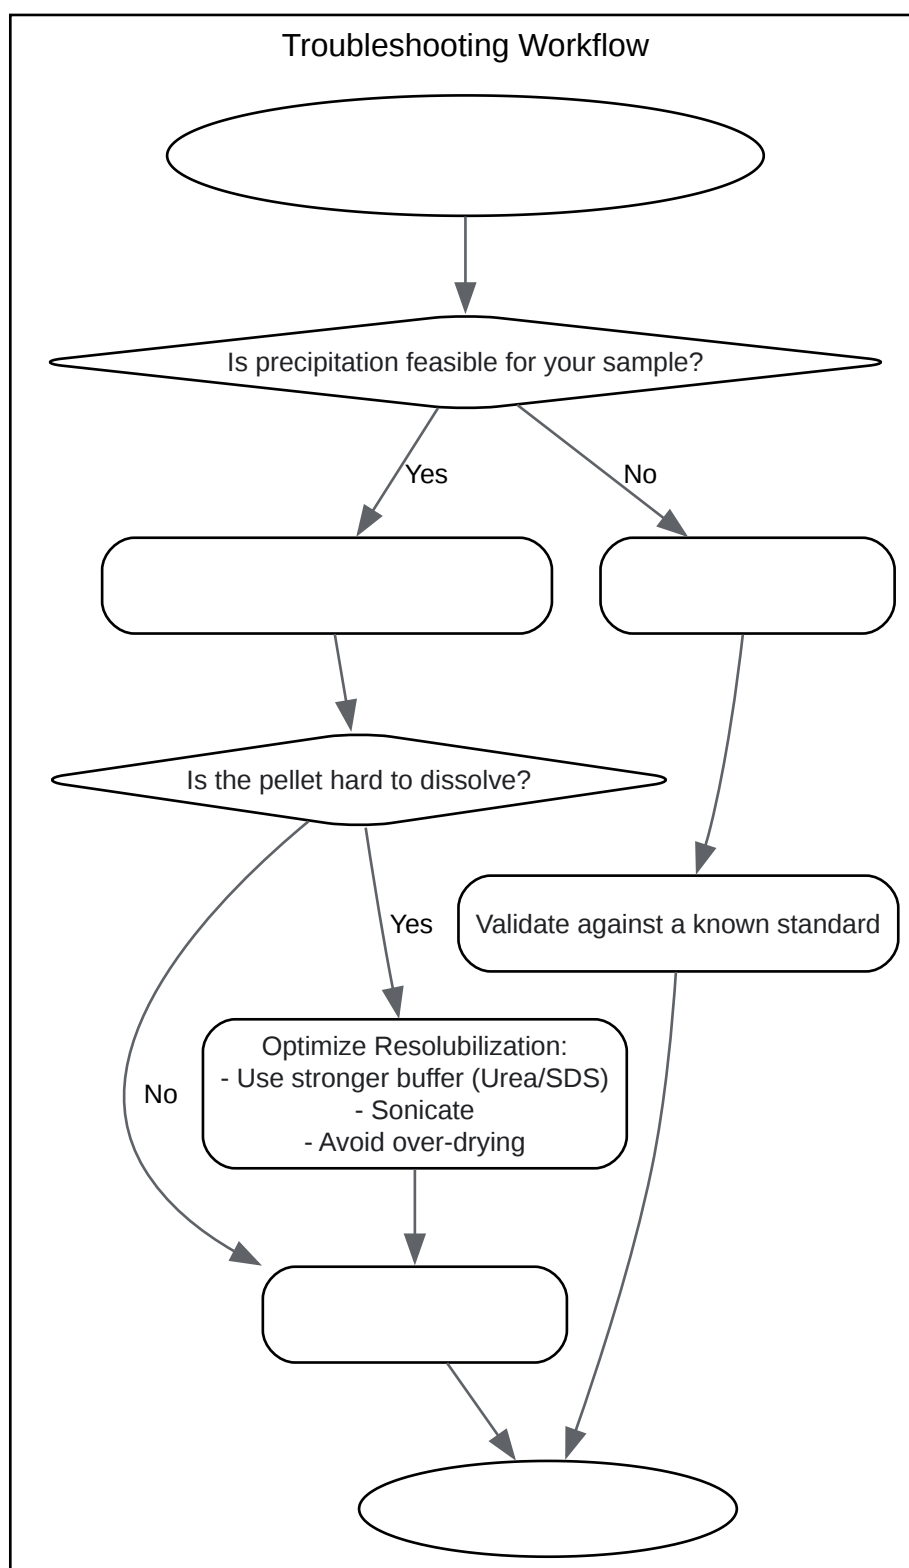 Troubleshooting Workflow
Is precipitation feasible for your sample?
Yes
No
Is the pellet hard to dissolve?
Yes
Validate against a known standard
Optimize Resolubilization:
- Use stronger buffer (Urea/SDS)
- Sonicate
- Avoid over-drying
No